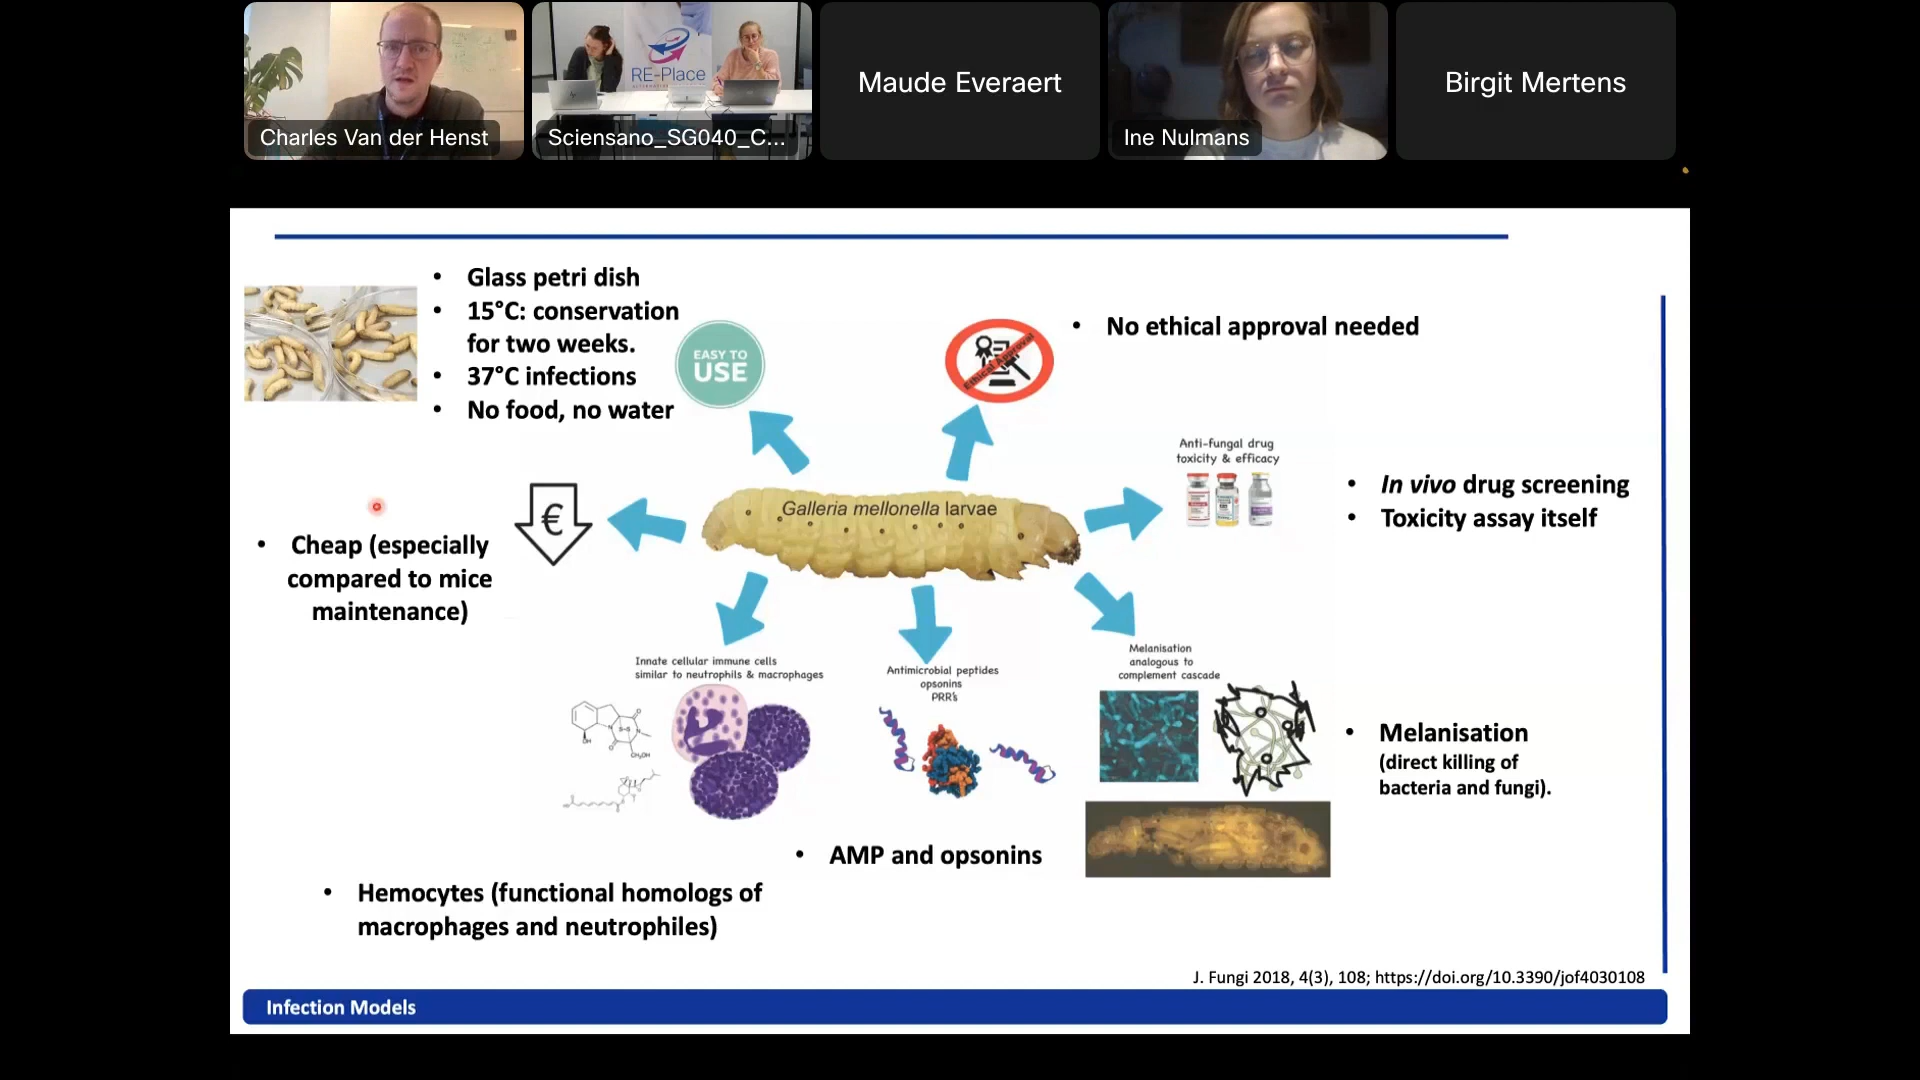 Charles Van der Henst
RE-Place
Sciensano_SG040_C...
Maude Everaert
Ine Nulmans
Birgit Mertens
• Glass petri dish
• 15°C: conservation
for two weeks.
• 37°C infections
• No food, no water
EASY TO
USE
Ethical Approval
• No ethical approval needed
Anti-fungal drug
toxicity & efficacy
• In vivo drug screening
• Toxicity assay itself
Galleria mellonella larvae
€
• Cheap (especially
compared to mice
maintenance)
Innate cellular immune cells
similar to neutrophils & macrophages
Antimicrobial peptides
opsonins
PRR's
Melanisation
analogous to
complement cascade
• Melanisation
(direct killing of
bacteria and fungi).
• AMP and opsonins
• Hemocytes (functional homologs of
macrophages and neutrophiles)
J. Fungi 2018, 4(3), 108; https://doi.org/10.3390/jof4030108
Infection Models